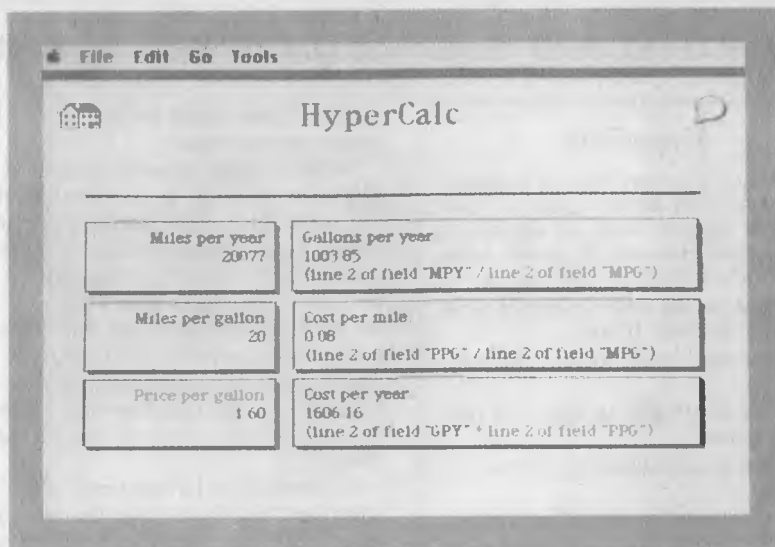 File Edit Go Tools
HyperCalc
Miles per year
20077
Gallons per year
1003.85
(line 2 of field "MPY" / line 2 of field "MPG")
Miles per gallon
20
Cost per mile
0.08
(line 2 of field "PPG" / line 2 of field "MPG")
Price per gallon
1.60
Cost per year
1606.16
(line 2 of field "GPY" * line 2 of field "PPG")